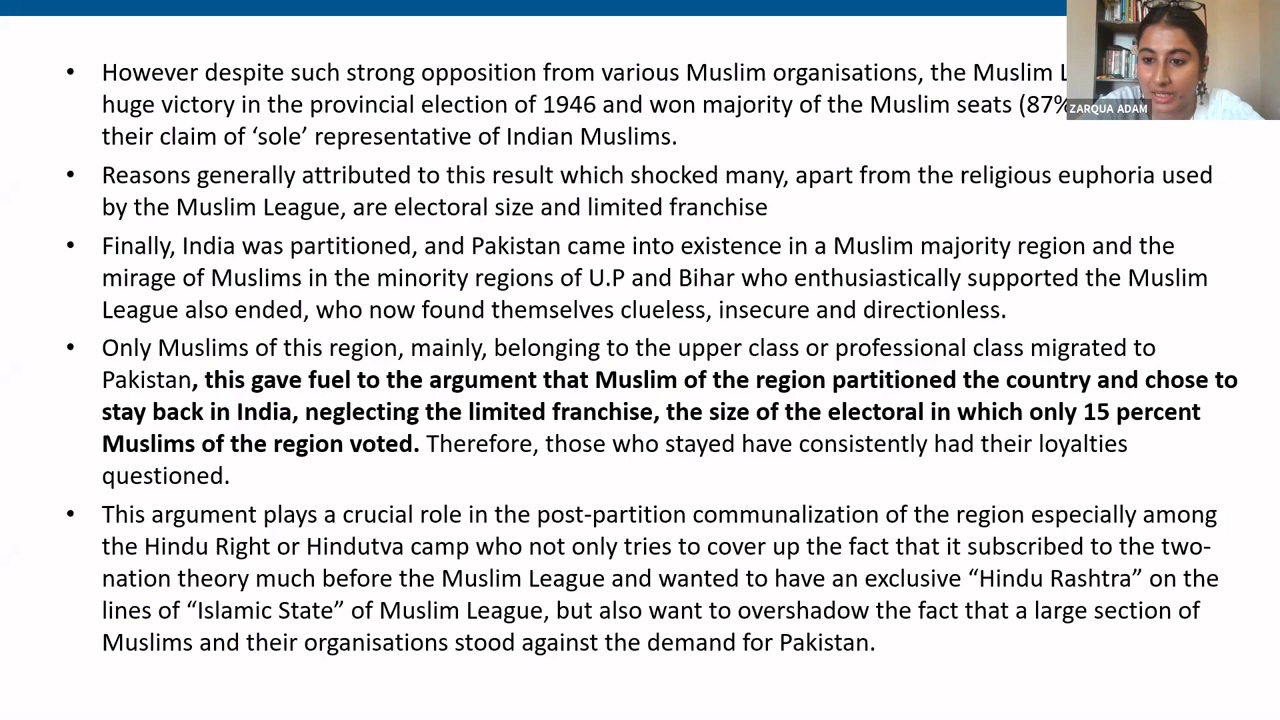 • However despite such strong opposition from various Muslim organisations, the Muslim L
huge victory in the provincial election of 1946 and won majority of the Muslim seats (87%
their claim of ‘sole’ representative of Indian Muslims.
• Reasons generally attributed to this result which shocked many, apart from the religious euphoria used
by the Muslim League, are electoral size and limited franchise
• Finally, India was partitioned, and Pakistan came into existence in a Muslim majority region and the
mirage of Muslims in the minority regions of U.P and Bihar who enthusiastically supported the Muslim
League also ended, who now found themselves clueless, insecure and directionless.
• Only Muslims of this region, mainly, belonging to the upper class or professional class migrated to
Pakistan, this gave fuel to the argument that Muslim of the region partitioned the country and chose to
stay back in India, neglecting the limited franchise, the size of the electoral in which only 15 percent
Muslims of the region voted. Therefore, those who stayed have consistently had their loyalties
questioned.
• This argument plays a crucial role in the post-partition communalization of the region especially among
the Hindu Right or Hindutva camp who not only tries to cover up the fact that it subscribed to the two-
nation theory much before the Muslim League and wanted to have an exclusive “Hindu Rashtra” on the
lines of “Islamic State” of Muslim League, but also want to overshadow the fact that a large section of
Muslims and their organisations stood against the demand for Pakistan.
ZARQUA ADAM